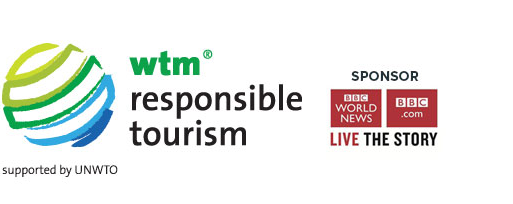 wtm®
responsible
tourism
supported by UNWTO
SPONSOR
BBC
WORLD
NEWS
BBC
.com
LIVE THE STORY